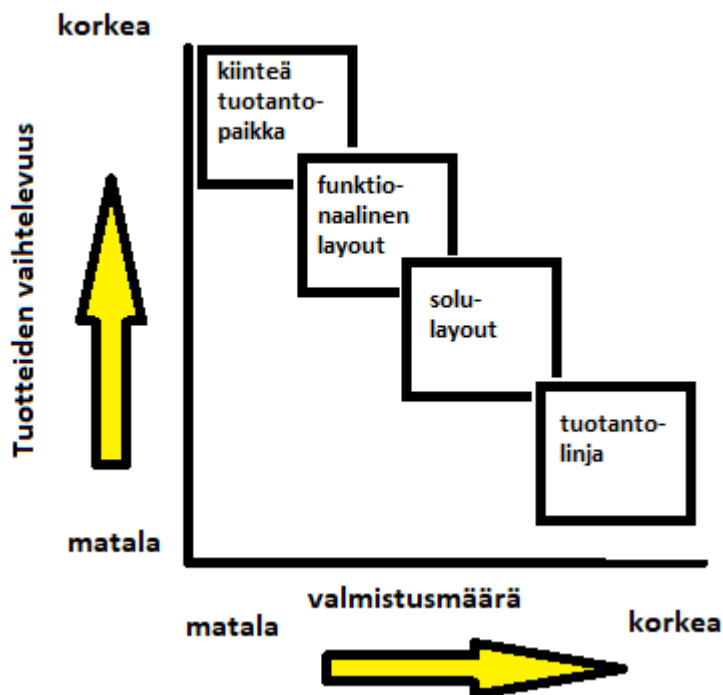 korkea
kiinteä
tuotanto-
paikka
funktio-
naalinen
layout
solu-
layout
tuotanto-
linja
Tuotteiden vaihtelevuus
matala
valmistusmäärä
matala
korkea